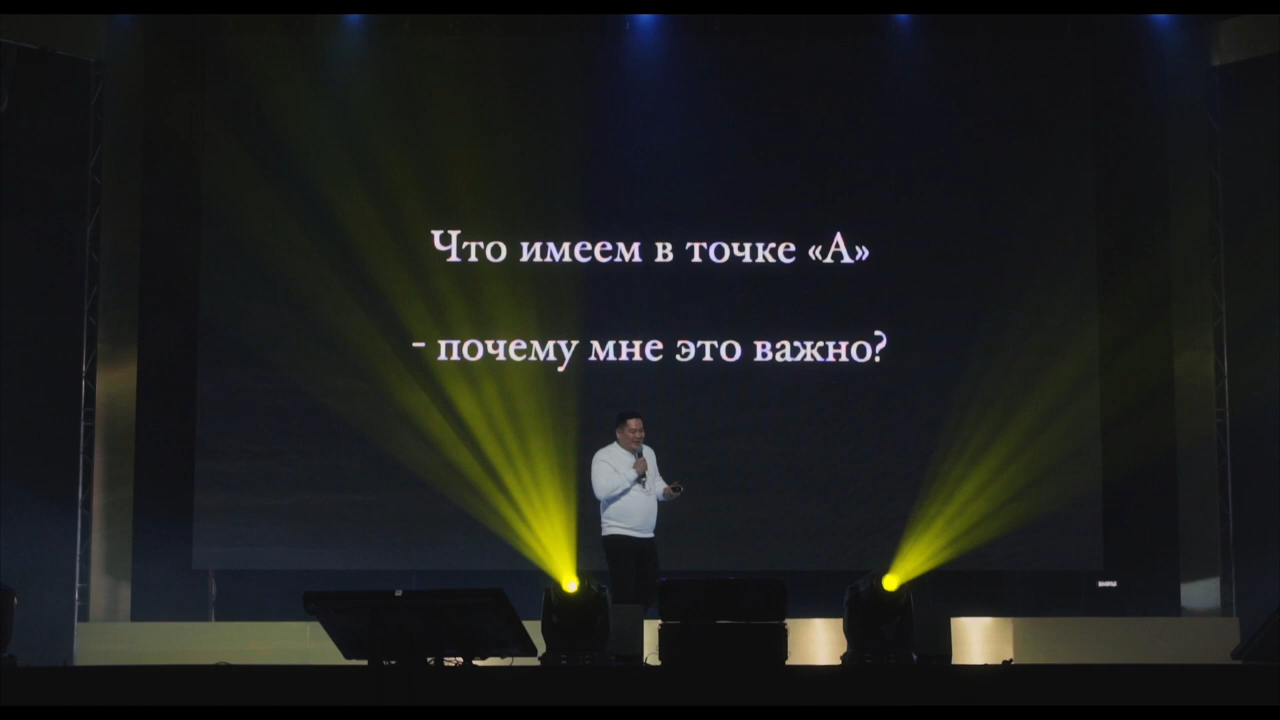 Что имеем в точке «А»
- почему мне это важно?